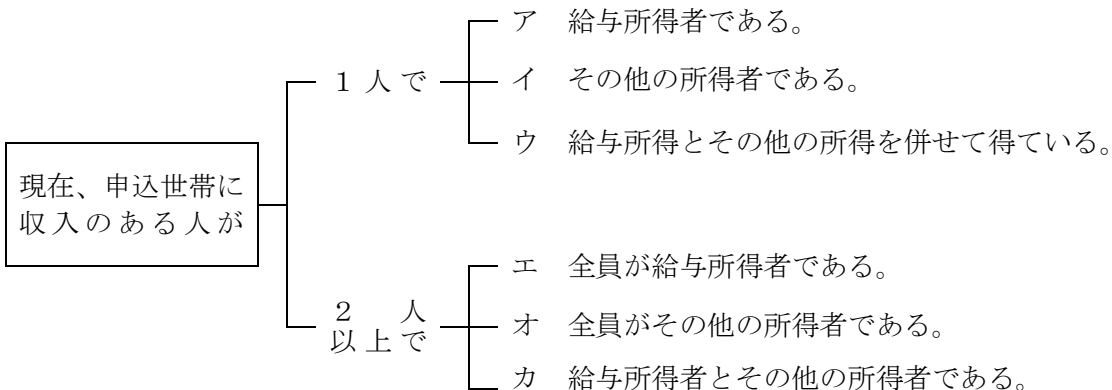 現在、申込世帯に
収入のある人が
1人で
ア 給与所得者である。
イ その他の所得者である。
ウ 給与所得とその他の所得を併せて得ている。
2人
以上で
エ 全員が給与所得者である。
オ 全員がその他の所得者である。
カ 給与所得者とその他の所得者である。